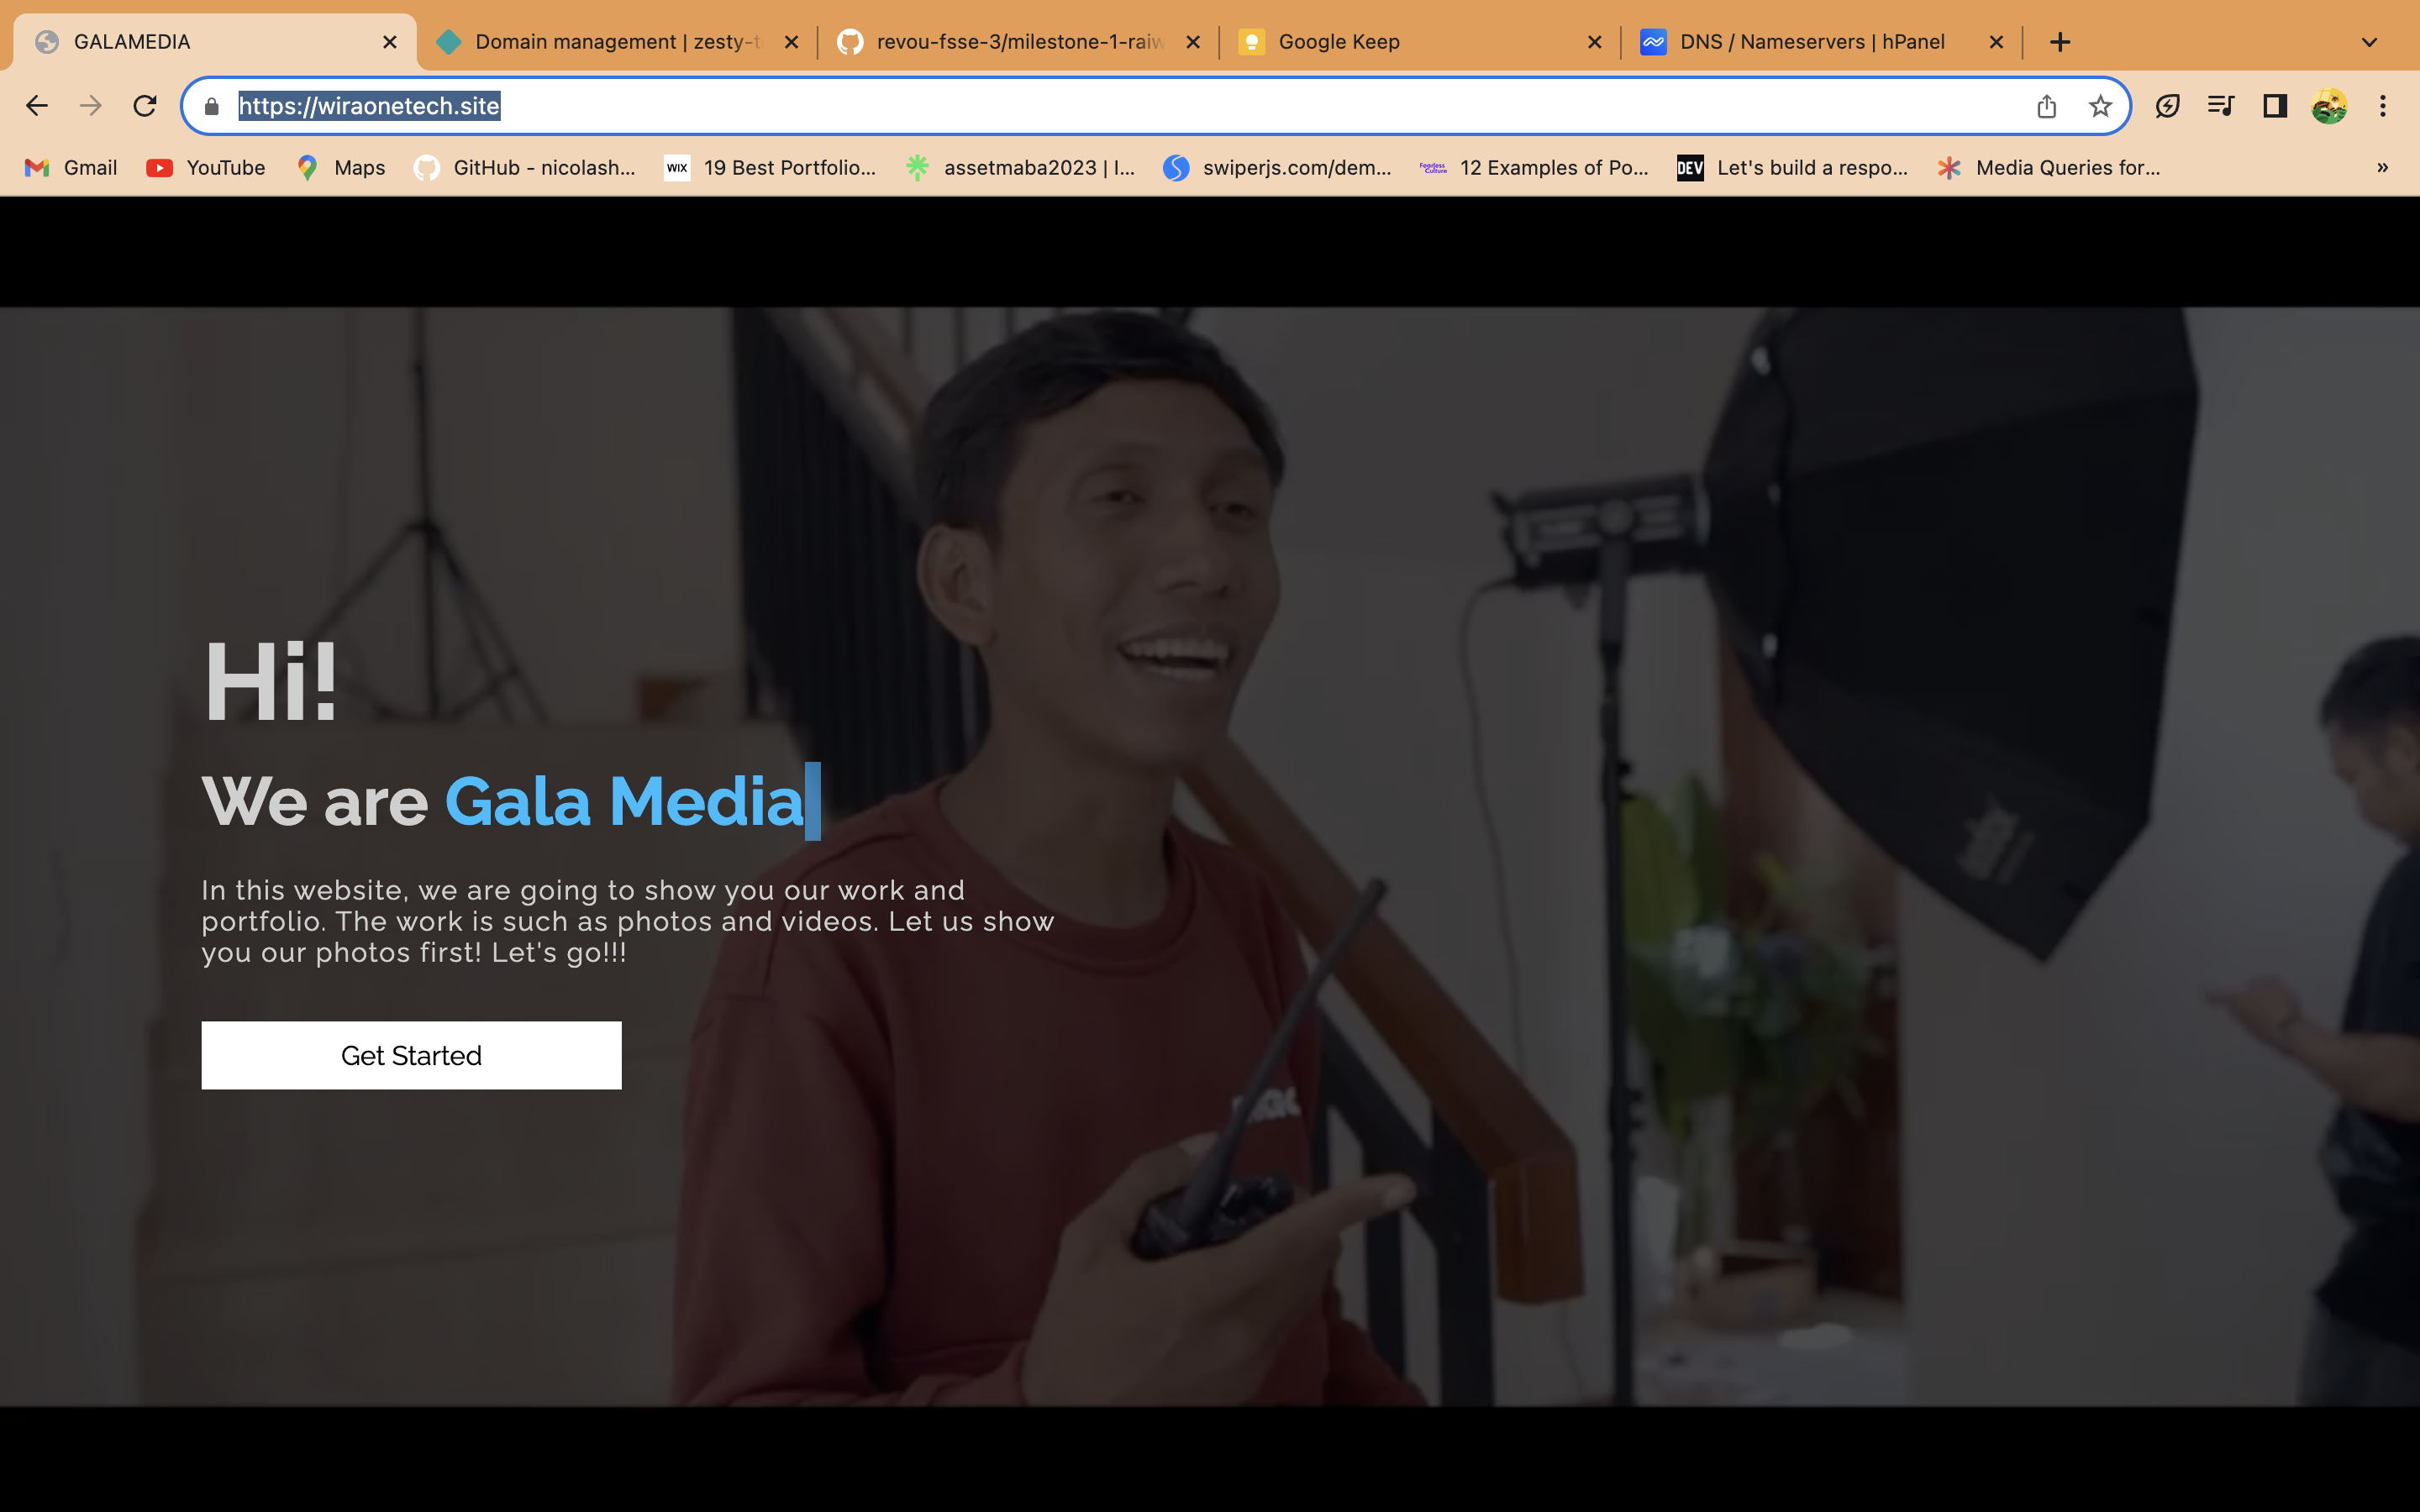 GALAMEDIA
Domain management | zesty-t
revou-fsse-3/milestone-1-raiw
Google Keep
DNS / Nameservers | hPanel
https://wiraonetech.site
Gmail
YouTube
Maps
GitHub - nicolash...
WIX
19 Best Portfolio...
assetmaba2023 | l...
swiperjs.com/dem...
Fearless Culture
12 Examples of Po...
DEV
Let's build a respo...
Media Queries for...
»
Hi!
We are Gala Media
In this website, we are going to show you our work and
portfolio. The work is such as photos and videos. Let us show
you our photos first! Let's go!!!
Get Started